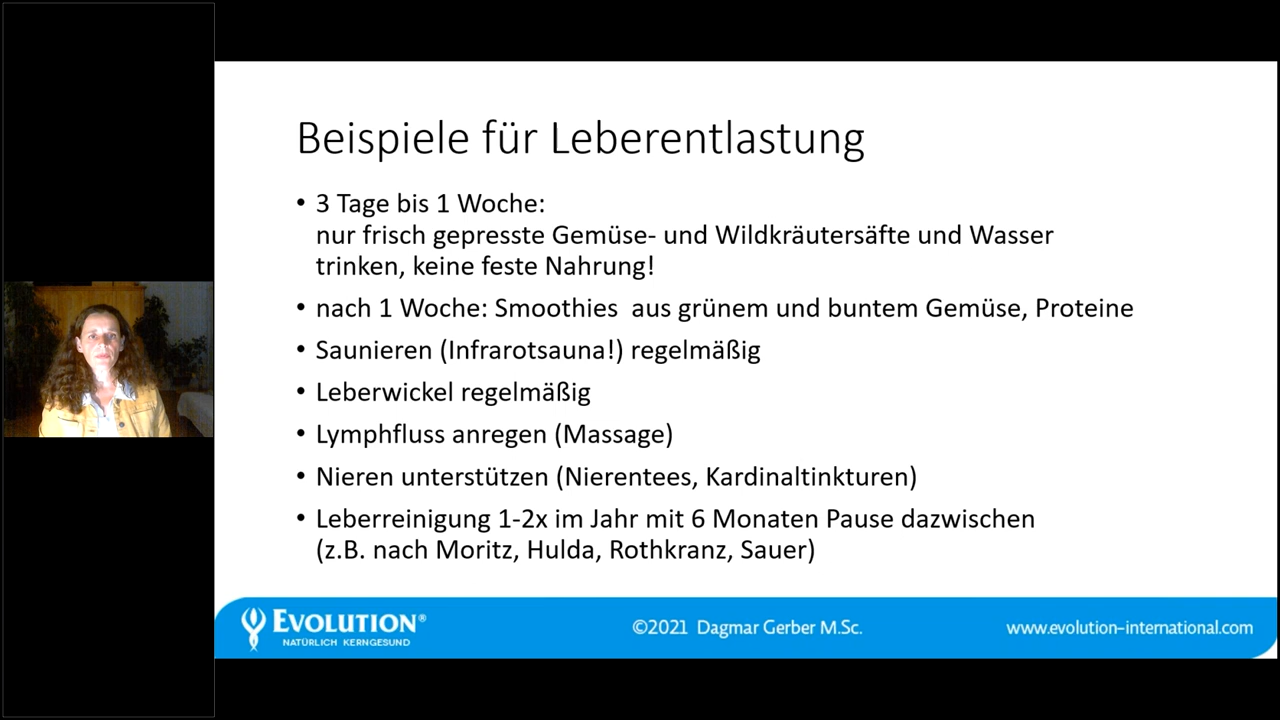 Beispiele für Leberentlastung
• 3 Tage bis 1 Woche:
nur frisch gepresste Gemüse- und Wildkräutersäfte und Wasser
trinken, keine feste Nahrung!
• nach 1 Woche: Smoothies aus grünem und buntem Gemüse, Proteine
• Saunieren (Infrarotsauna!) regelmäßig
• Leberwickel regelmäßig
• Lymphfluss anregen (Massage)
• Nieren unterstützen (Nierentees, Kardinaltinkturen)
• Leberreinigung 1-2x im Jahr mit 6 Monaten Pause dazwischen
(z.B. nach Moritz, Hulda, Rothkranz, Sauer)
EVOLUTION®
NATÜRLICH KERNGESUND
©2021 Dagmar Gerber M.Sc.
www.evolution-international.com